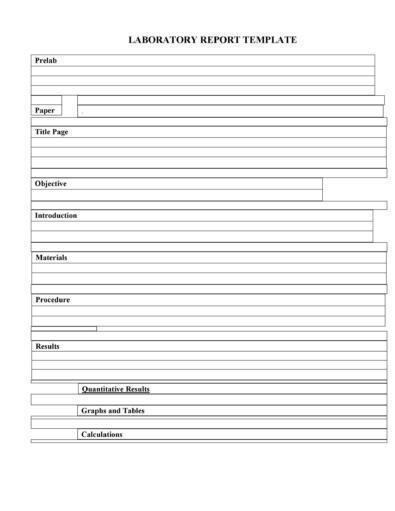 LABORATORY REPORT TEMPLATE
Prelab
Paper
Title Page
Objective
Introduction
Materials
Procedure
Results
Quantitative Results
Graphs and Tables
Calculations